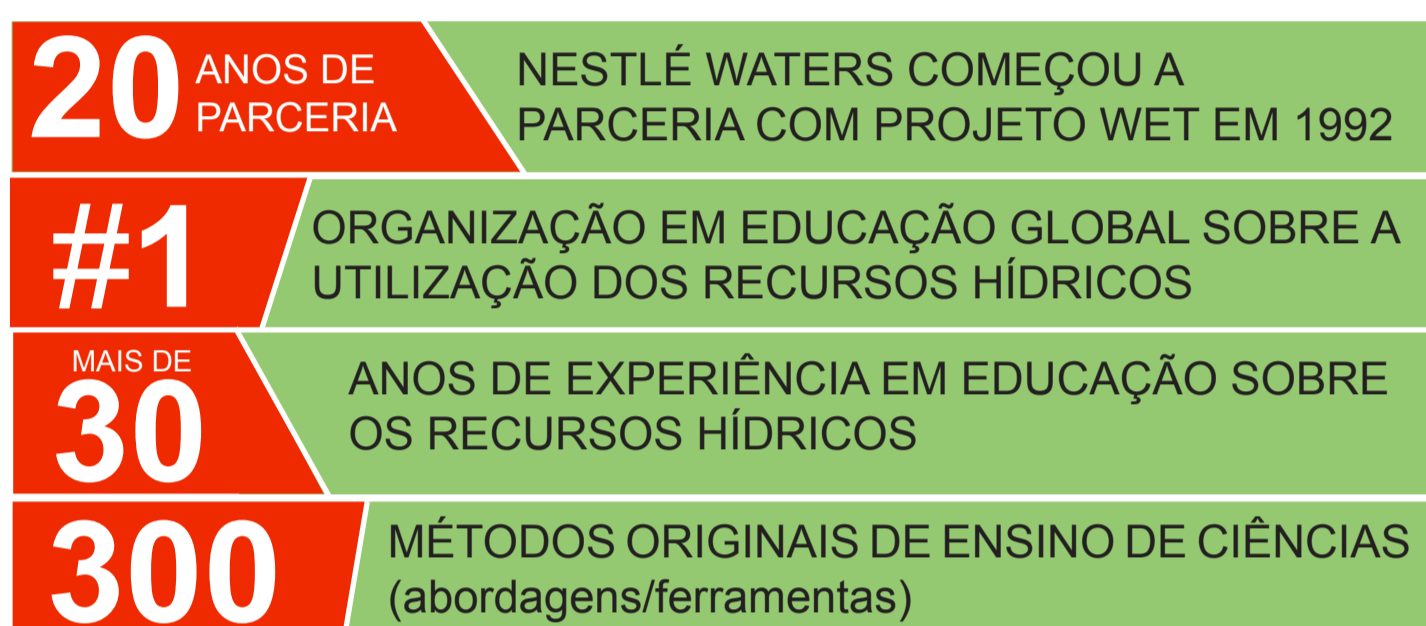 20 ANOS DE
PARCERIA
NESTLÉ WATERS COMEÇOU A
PARCERIA COM PROJETO WET EM 1992
#1
ORGANIZAÇÃO EM EDUCAÇÃO GLOBAL SOBRE A
UTILIZAÇÃO DOS RECURSOS HÍDRICOS
MAIS DE
30
ANOS DE EXPERIÊNCIA EM EDUCAÇÃO SOBRE
OS RECURSOS HÍDRICOS
300
MÉTODOS ORIGINAIS DE ENSINO DE CIÊNCIAS
(abordagens/ferramentas)